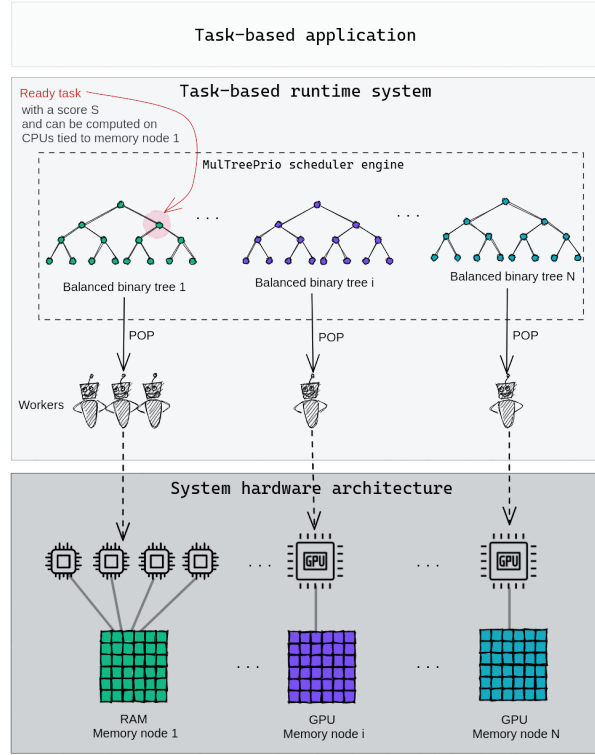 Task-based application
Task-based runtime system
Ready task
with a score S
and can be computed on
CPUs tied to memory node 1
MulTreePrio scheduler engine
. . .
. . .
Balanced binary tree 1
Balanced binary tree i
Balanced binary tree N
POP
POP
POP
Workers
System hardware architecture
. . .
GPU
. . .
GPU
. . .
. . .
RAM
Memory node 1
GPU
Memory node i
GPU
Memory node N